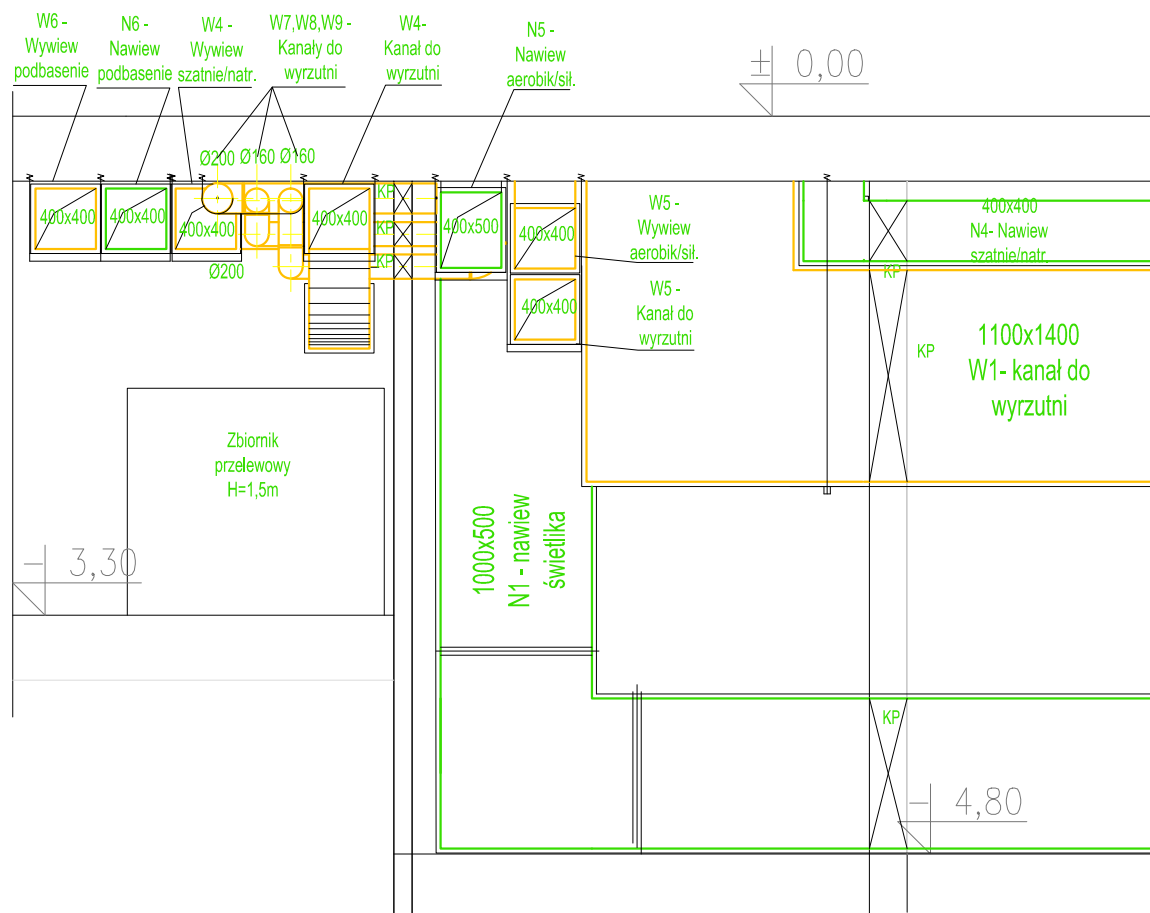 W6 -
Wywiew
podbasenie
N6 -
Nawiew
podbasenie
W4 -
Wywiew
szatnie/natr.
W7,W8,W9 -
Kanały do
wyrzutni
W4-
Kanał do
wyrzutni
N5 -
Nawiew
aerobik/sił.
± 0,00
Ø200 Ø160 Ø160
400x400
400x400
400x400
400x400
KP
KP
KP
Ø200
400x500
400x400
400x400
W5 -
Wywiew
aerobik/sił.
W5 -
Kanał do
wyrzutni
400x400
N4- Nawiew
szatnie/natr.
KP
KP
1100x1400
W1- kanał do
wyrzutni
Zbiornik
przelewowy
H=1,5m
1000x500
N1 - nawiew
świetlika
- 3,30
KP
- 4,80